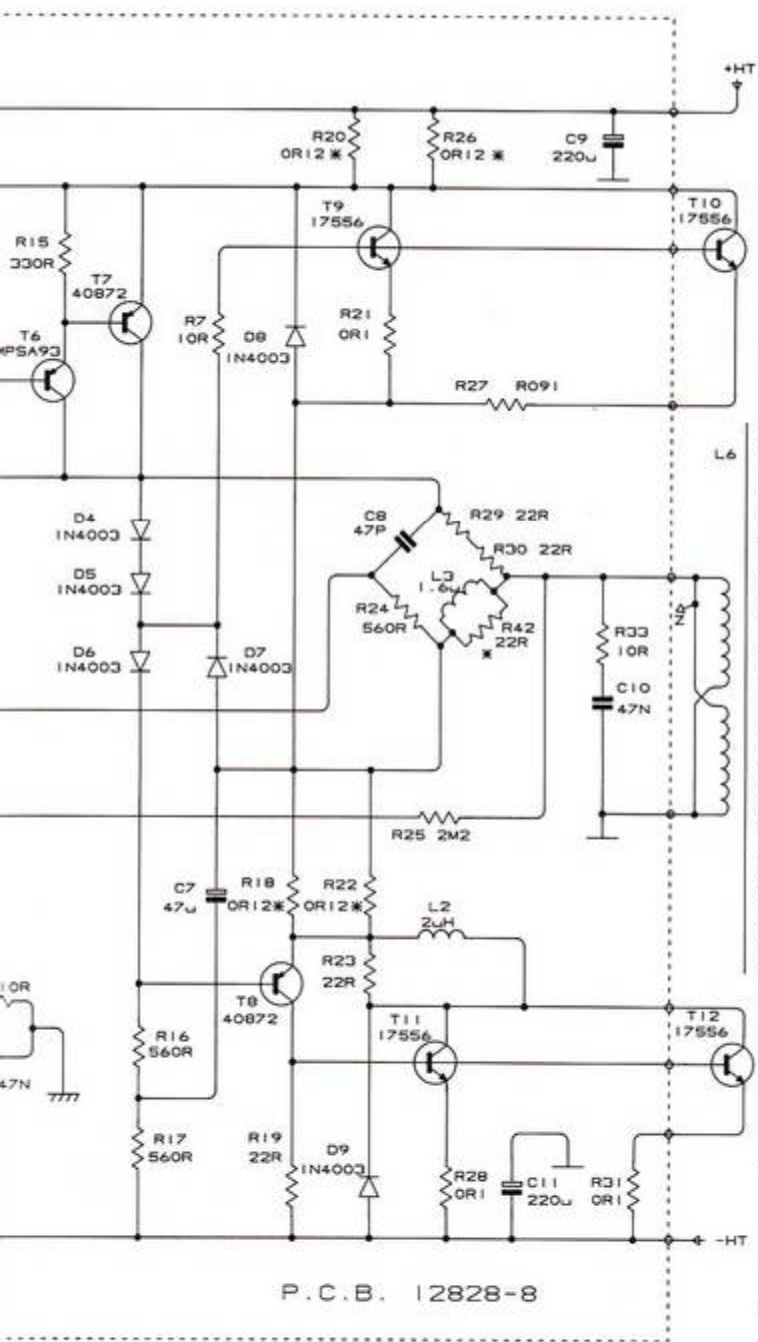 +HT
R20
0R12 *
R26
0R12 *
C9
220u
T9
17556
T10
17556
R15
330R
T7
40872
R7
10R
D8
1N4003
R21
0R1
T6
MPSA93
R27 R091
L6
D4
1N4003
C8
47P
R29 22R
R30 22R
D5
1N4003
L3
1.6u
R24
560R
R42
22R
*
Z
R33
10R
D6
1N4003
D7
1N4003
C10
47N
R25 2M2
C7
47u
R18
0R12*
R22
0R12*
L2
2uH
R23
22R
10R
T8
40872
T11
17556
T12
17556
R16
560R
47N
R17
560R
R19
22R
D9
1N4003
R28
0R1
C11
220u
R31
0R1
-HT
P.C.B. 12828-8